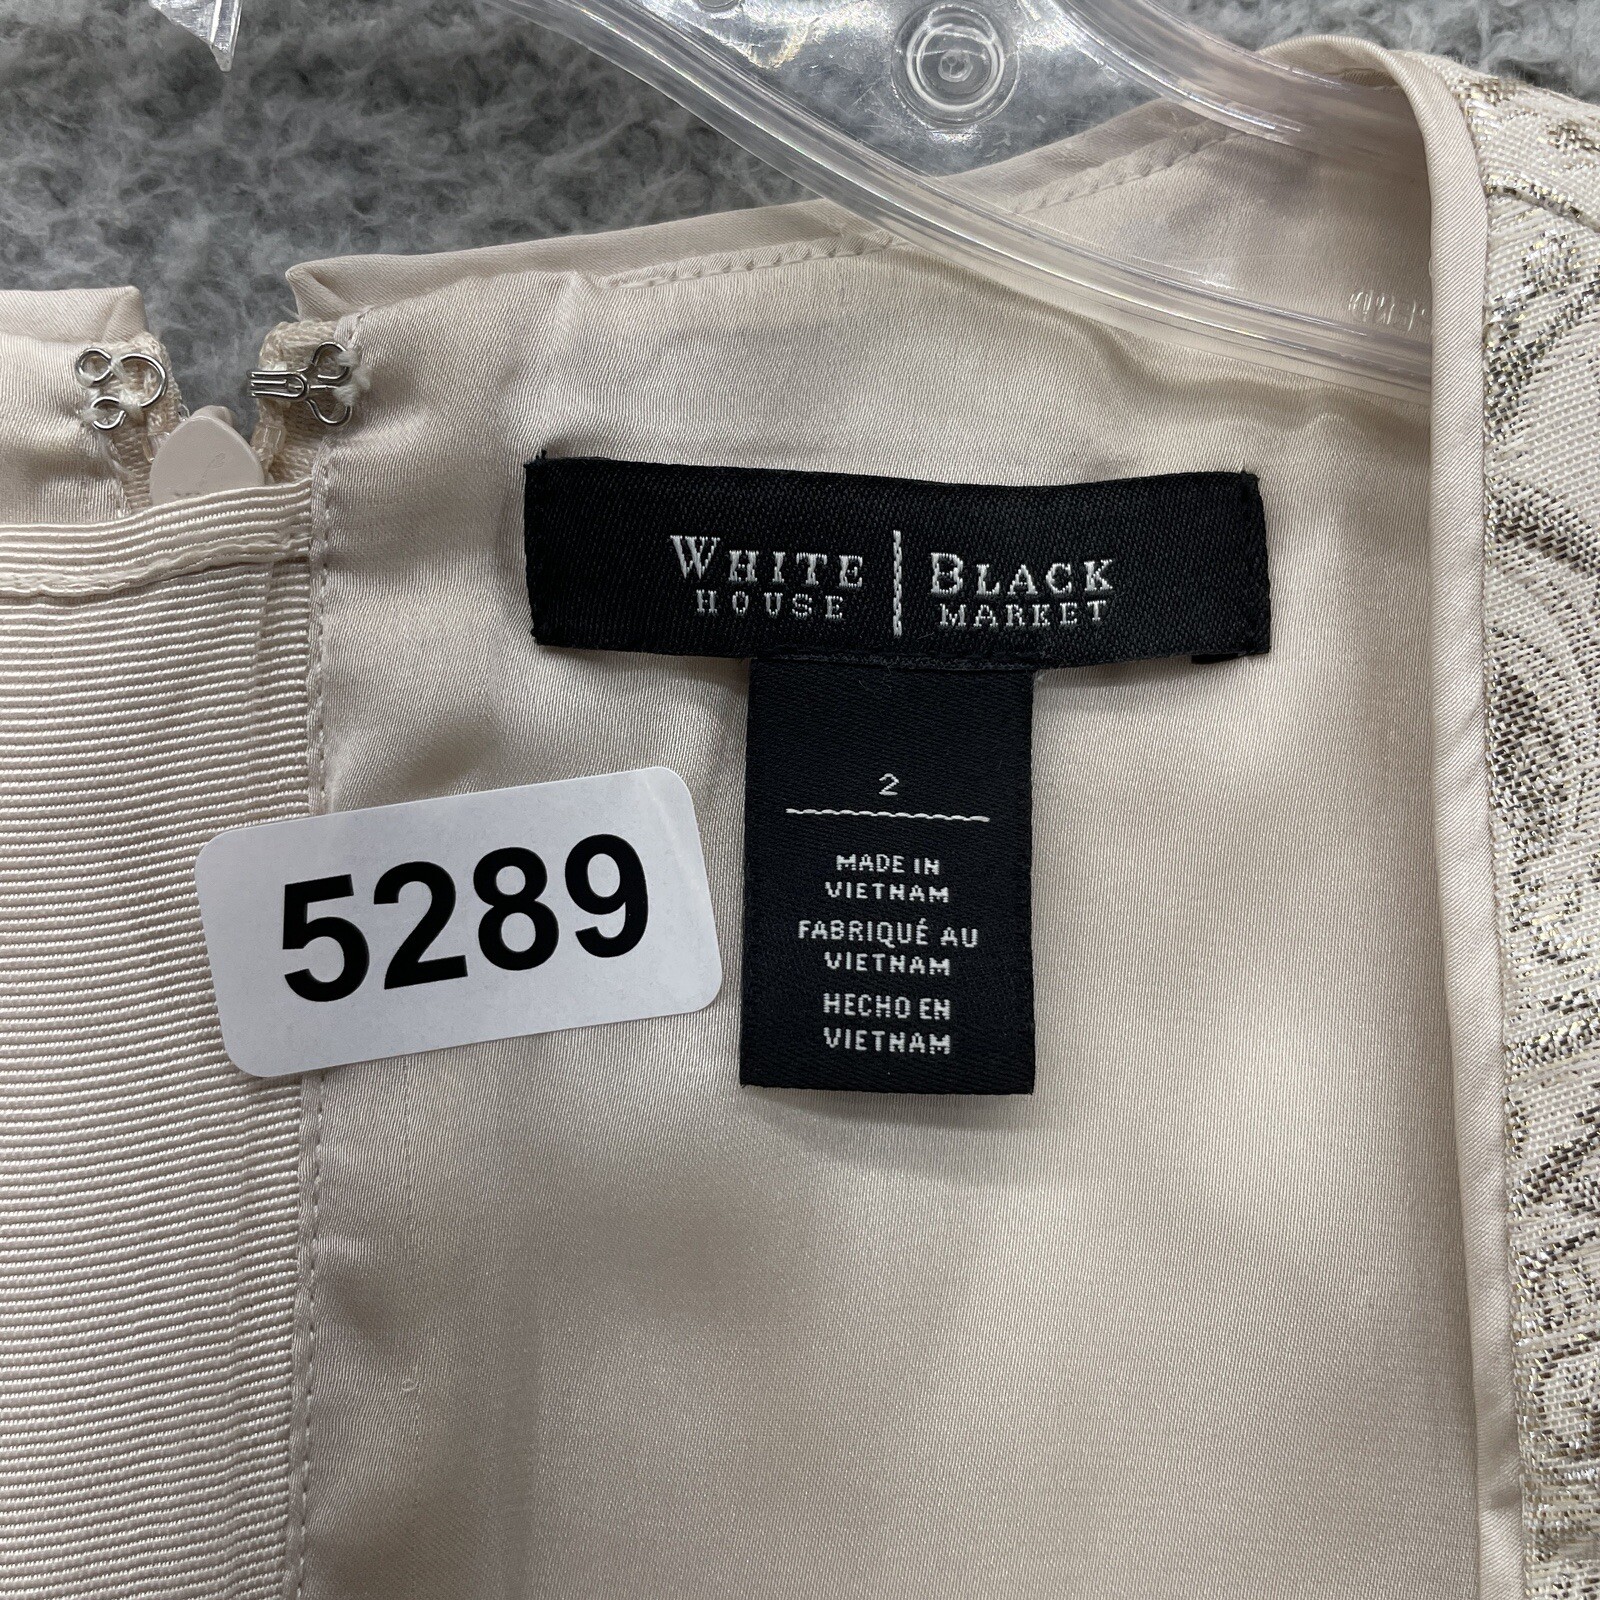 WHITE | BLACK
HOUSE | MARKET
2
MADE IN
VIETNAM
FABRIQUÉ AU
VIETNAM
HECHO EN
VIETNAM
5289